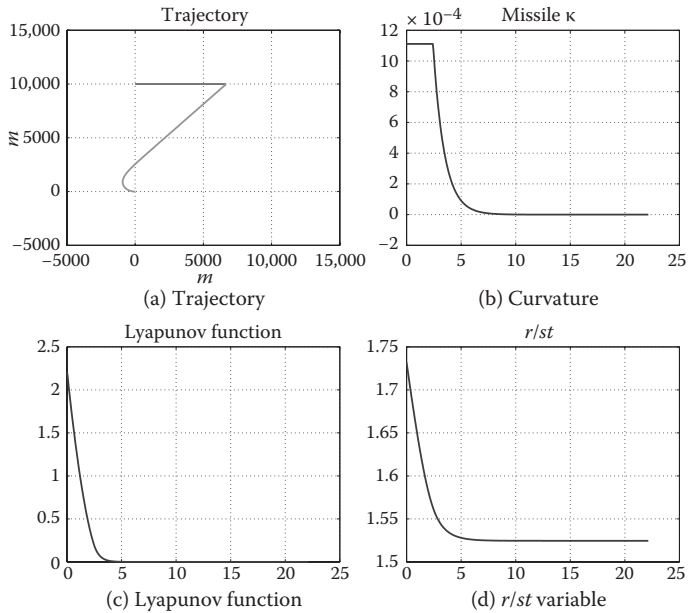 Trajectory
15,000
10,000
5000
0
−5000
m
−5000 0 5000 10,000 15,000
m
(a) Trajectory
Missile κ
× 10⁻⁴
12
10
8
6
4
2
0
−2
0 5 10 15 20 25
(b) Curvature
Lyapunov function
2.5
2
1.5
1
0.5
0
0 5 10 15 20 25
(c) Lyapunov function
r/st
1.75
1.7
1.65
1.6
1.55
1.5
0 5 10 15 20 25
(d) r/st variable